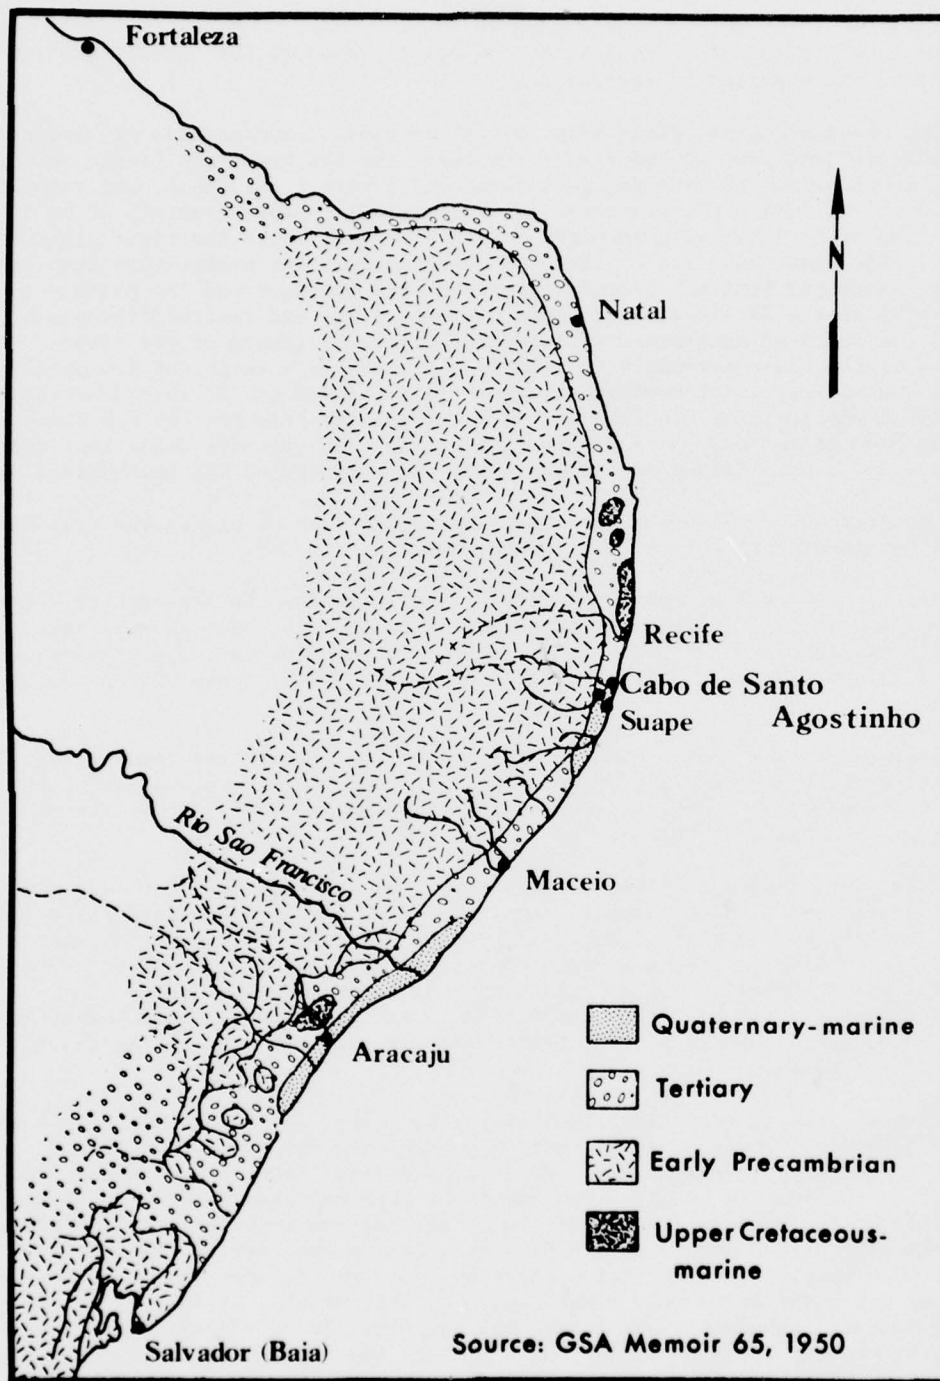 Fortaleza
N
Natal
Recife
Cabo de Santo
Suape
Agostinho
Rio Sao Francisco
Maceio
Quaternary-marine
Aracaju
Tertiary
Early Precambrian
Upper Cretaceous-
marine
Salvador (Baia)
Source: GSA Memoir 65, 1950